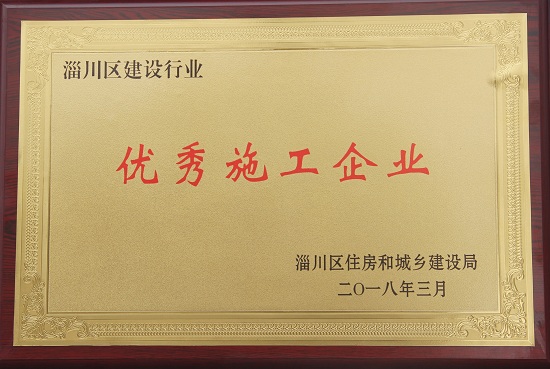 淄川区建设行业
优秀施工企业
淄川区住房和城乡建设局
二〇一八年三月